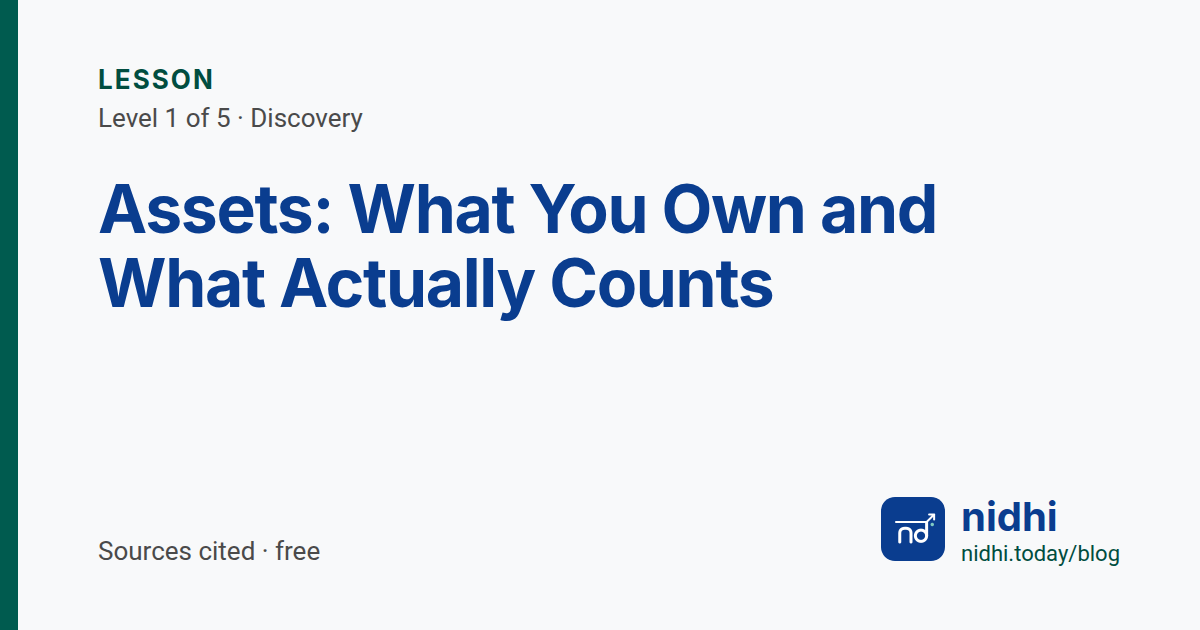 LESSON
Level 1 of 5 · Discovery
Assets: What You Own and
What Actually Counts
Sources cited · free
nd
nidhi
nidhi.today/blog